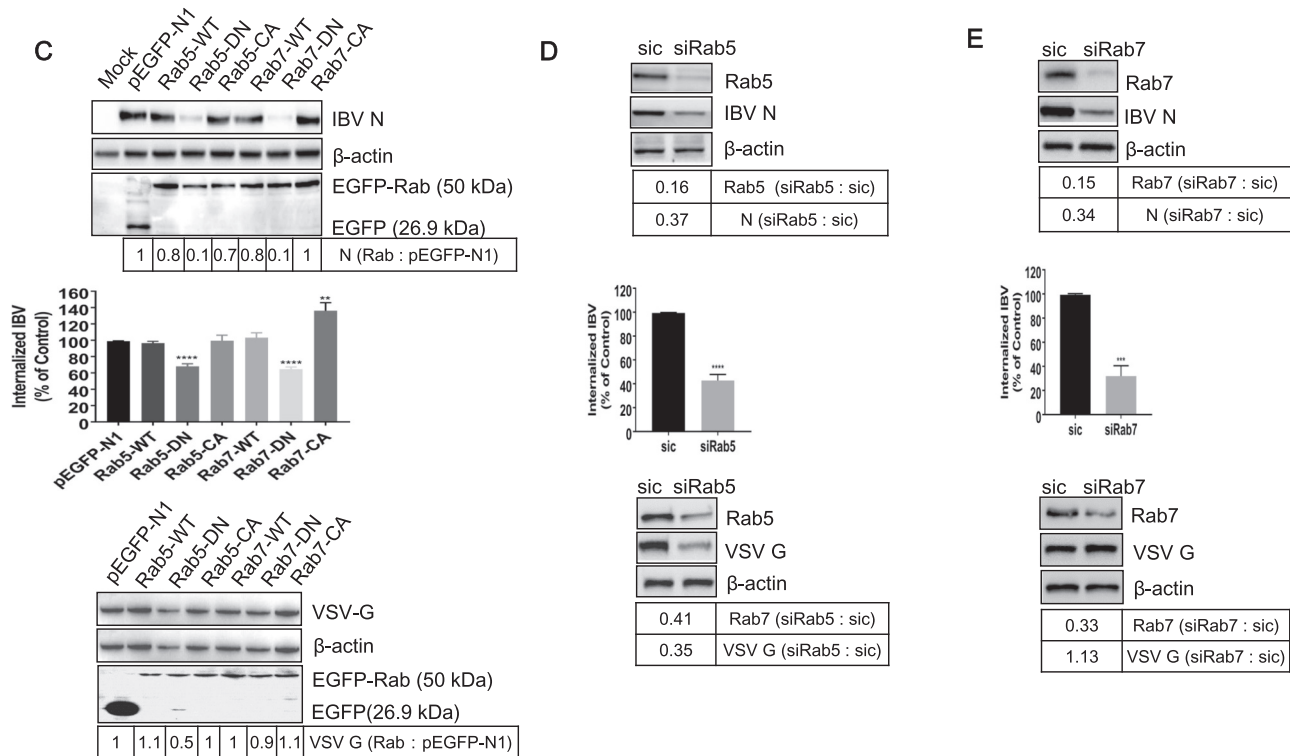 C
Mock
pEGFP-N1
Rab5-WT
Rab5-DN
Rab5-CA
Rab7-WT
Rab7-DN
Rab7-CA
IBV N
β-actin
EGFP-Rab (50 kDa)
EGFP (26.9 kDa)
1 0.8 0.1 0.7 0.8 0.1 1 N (Rab : pEGFP-N1)
Internalized IBV
(% of Control)
160
140
120
100
80
60
40
20
0
****
****
**
pEGFP-N1
Rab5-WT
Rab5-DN
Rab5-CA
Rab7-WT
Rab7-DN
Rab7-CA
pEGFP-N1
Rab5-WT
Rab5-DN
Rab5-CA
Rab7-WT
Rab7-DN
Rab7-CA
VSV-G
β-actin
EGFP-Rab (50 kDa)
EGFP(26.9 kDa)
1 1.1 0.5 1 1 0.9 1.1 VSV G (Rab : pEGFP-N1)
D
sic siRab5
Rab5
IBV N
β-actin
0.16 Rab5 (siRab5 : sic)
0.37 N (siRab5 : sic)
Internalized IBV
(% of Control)
120
100
80
60
40
20
0
****
sic siRab5
sic siRab5
Rab5
VSV G
β-actin
0.41 Rab7 (siRab5 : sic)
0.35 VSV G (siRab5 : sic)
E
sic siRab7
Rab7
IBV N
β-actin
0.15 Rab7 (siRab7 : sic)
0.34 N (siRab7 : sic)
Internalized IBV
(% of Control)
120
100
80
60
40
20
0
***
sic siRab7
sic siRab7
Rab7
VSV G
β-actin
0.33 Rab7 (siRab7 : sic)
1.13 VSV G (siRab7 : sic)